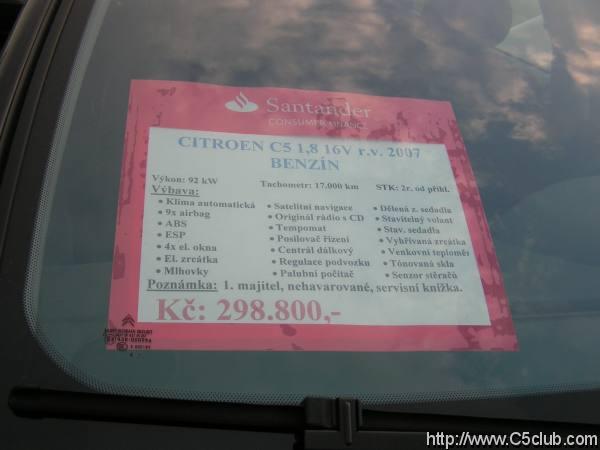 Santander
CONSUMER FINANCE
CITROEN C5 1,8 16V r.v. 2007
BENZÍN
Výkon: 92 kW Tachometr: 17.000 km STK: 2r. od přihl.
Výbava:
• Klima automatická • Satelitní navigace • Dělená z. sedadla
• 9x airbag • Originál rádio s CD • Stavitelný volant
• ABS • Tempomat • Stav. sedadla
• ESP • Posilovač řízení • Vyhřívaná zrcátka
• 4x el. okna • Centrál dálkový • Venkovní teploměr
• El. zrcátka • Regulace podvozku • Tónovaná skla
• Mlhovky • Palubní počítač • Senzor stěračů
Poznámka: 1. majitel, nehavarované, servisní knížka.
Kč: 298.800,-
http://www.C5club.com